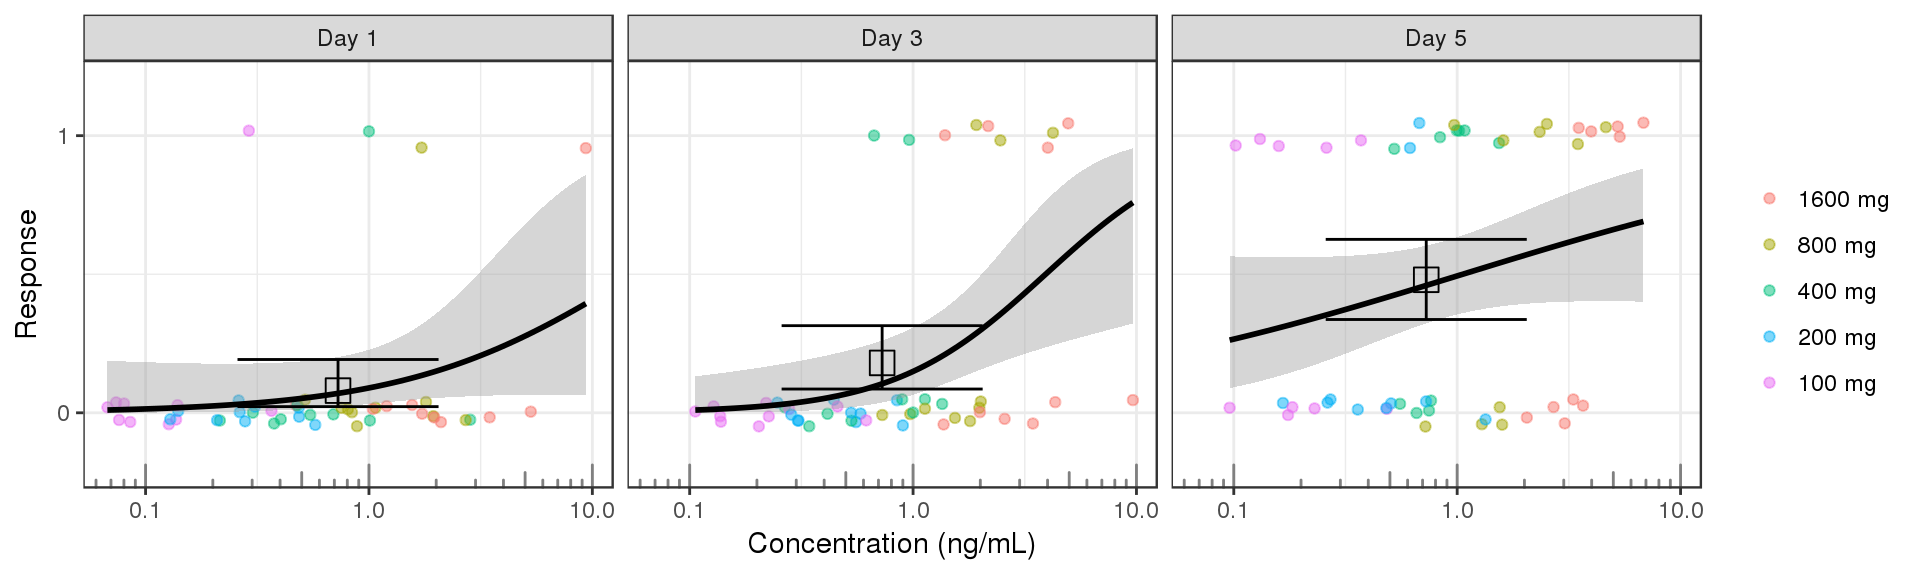 Day 1
Day 3
Day 5
Response
1
0
0.1 1.0 10.0
0.1 1.0 10.0
0.1 1.0 10.0
Concentration (ng/mL)
1600 mg
800 mg
400 mg
200 mg
100 mg